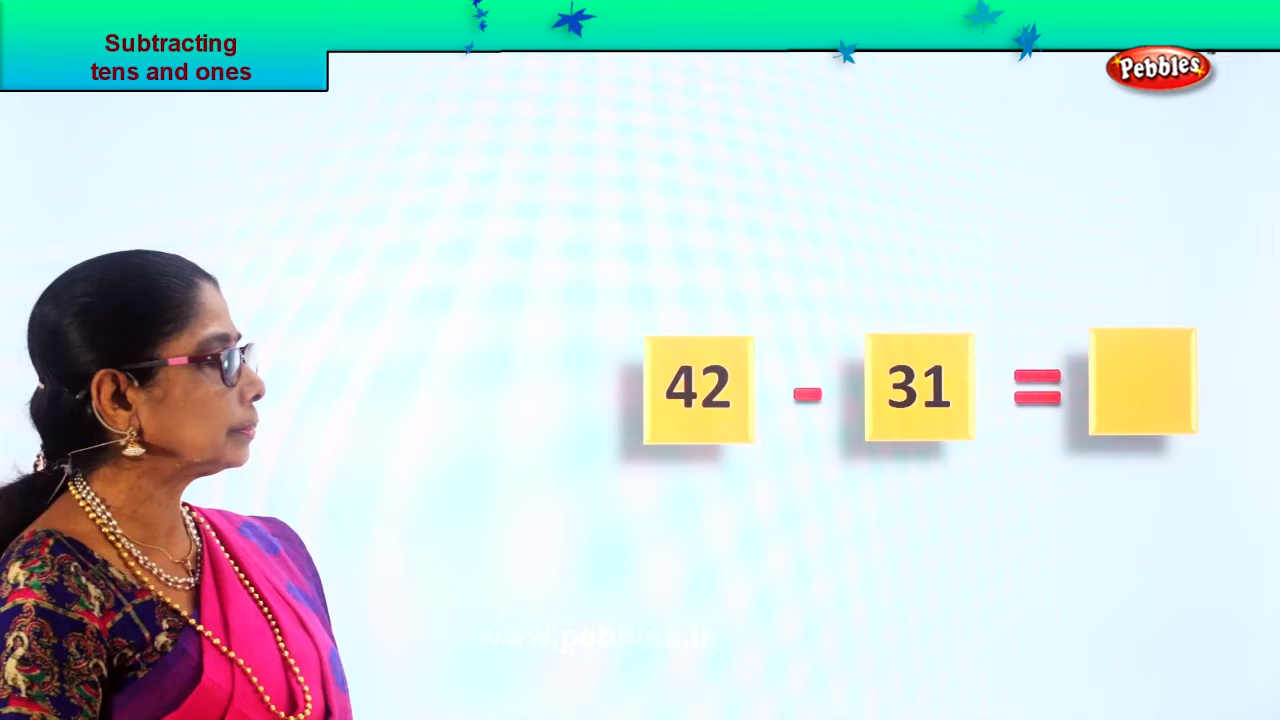 Subtracting
tens and ones
Pebbles
42 - 31 =
www.pebbles.in